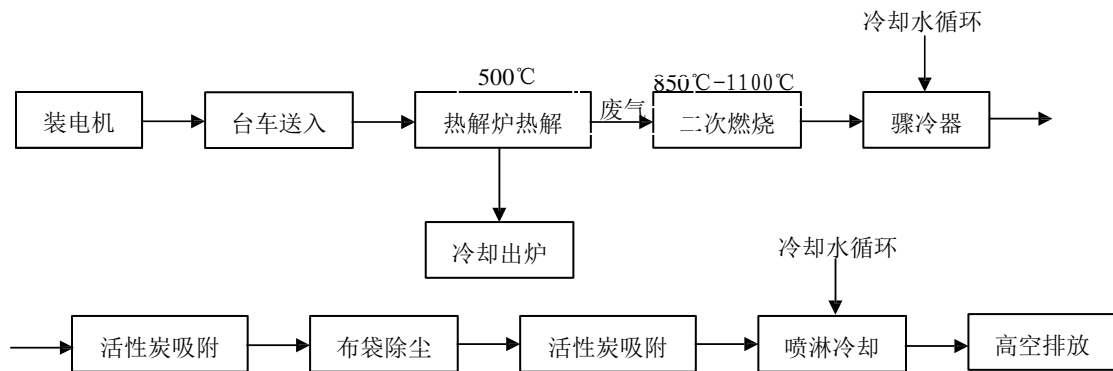 冷却水循环
500℃
850℃-1100℃
装电机
台车送入
热解炉热解
废气
二次燃烧
骤冷器
冷却出炉
冷却水循环
活性炭吸附
布袋除尘
活性炭吸附
喷淋冷却
高空排放